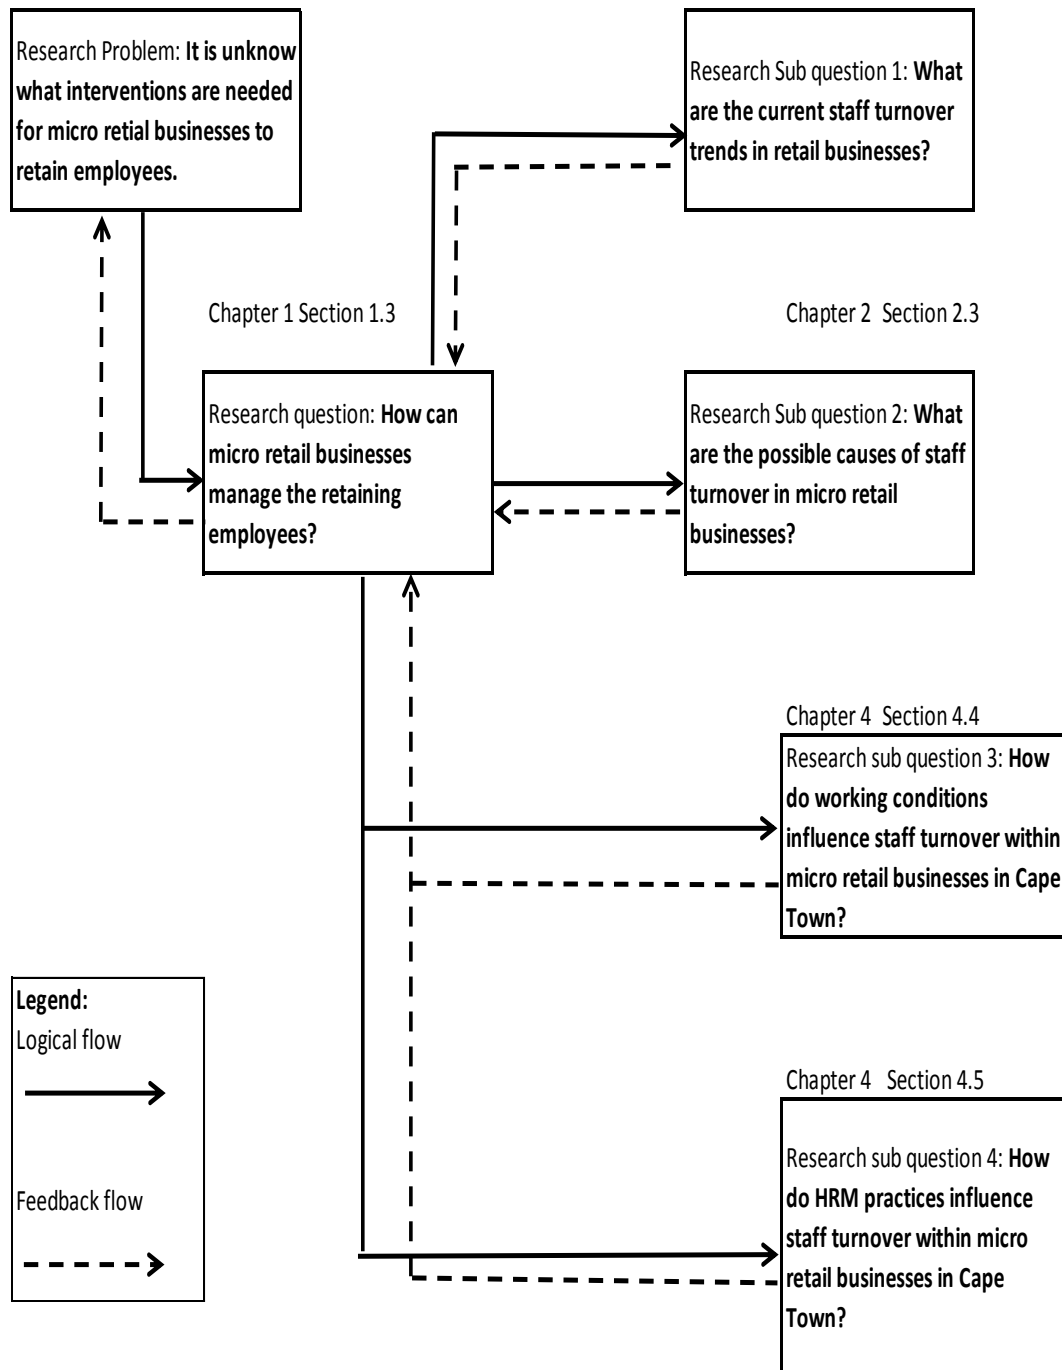 Research Problem: It is unknow
what interventions are needed
for micro retial businesses to
retain employees.
Research Sub question 1: What
are the current staff turnover
trends in retail businesses?
Chapter 1 Section 1.3
Chapter 2 Section 2.3
Research question: How can
micro retail businesses
manage the retaining
employees?
Research Sub question 2: What
are the possible causes of staff
turnover in micro retail
businesses?
Chapter 4 Section 4.4
Research sub question 3: How
do working conditions
influence staff turnover within
micro retail businesses in Cape
Town?
Legend:
Logical flow
Feedback flow
Chapter 4 Section 4.5
Research sub question 4: How
do HRM practices influence
staff turnover within micro
retail businesses in Cape
Town?